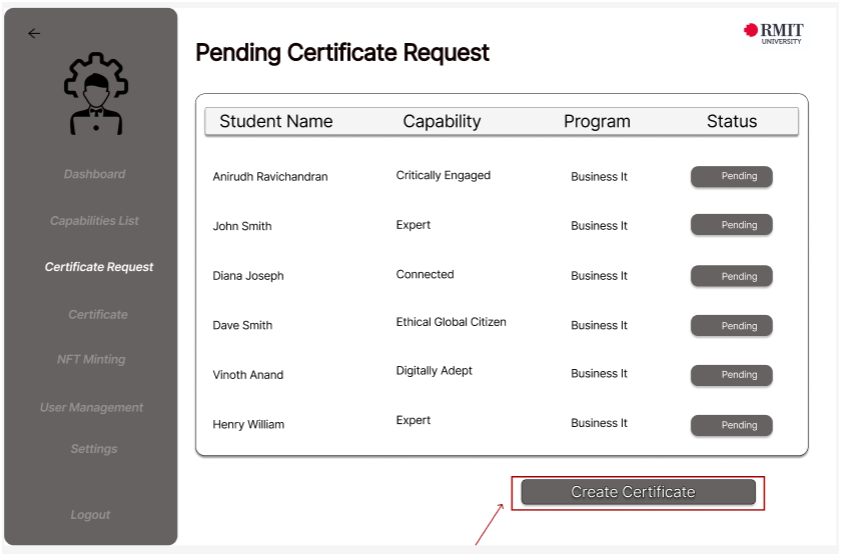 RMIT
UNIVERSITY
Pending Certificate Request
Dashboard
Capabilities List
Certificate Request
Certificate
NFT Minting
User Management
Settings
Logout
Student Name Capability Program Status
Anirudh Ravichandran Critically Engaged Business It Pending
John Smith Expert Business It Pending
Diana Joseph Connected Business It Pending
Dave Smith Ethical Global Citizen Business It Pending
Vinoth Anand Digitally Adept Business It Pending
Henry William Expert Business It Pending
Create Certificate